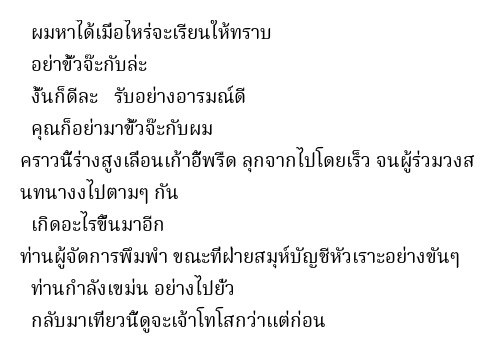 ผมหาได้เมื่อไหร่จะเรียนให้ทราบ
อย่าขี้วจ๊ะกับล่ะ
งั้นก็ดีละ รับอย่างอารมณ์ดี
คุณก็อย่ามาขี้วจ๊ะกับผม
คราวนี้ร่างสูงเลื่อนเก้าอี้พรืด ลุกจากไปโดยเร็ว จนผู้ร่วมวงส
นทนางงไปตามๆ กัน
เกิดอะไรขึ้นมาอีก
ท่านผู้จัดการพึมพำ ขณะที่ฝ่ายสมุห์บัญชีหัวเราะอย่างขันๆ
ท่านกำลังเขม่น อย่างไปยั่ว
กลับมาเที่ยวนี้ดูจะเจ้าโทโสกว่าแต่ก่อน